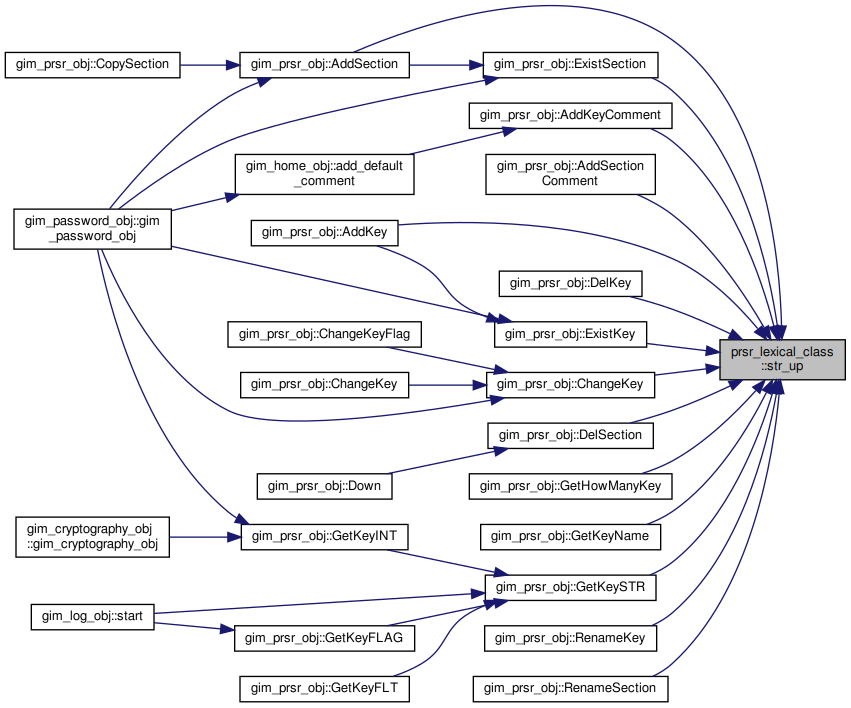 gim_prsr_obj::CopySection
gim_prsr_obj::AddSection
gim_prsr_obj::ExistSection
gim_prsr_obj::AddKeyComment
gim_home_obj::add_default
_comment
gim_prsr_obj::AddSection
Comment
gim_password_obj::gim
_password_obj
gim_prsr_obj::AddKey
gim_prsr_obj::DelKey
gim_prsr_obj::ChangeKeyFlag
gim_prsr_obj::ExistKey
prsr_lexical_class
::str_up
gim_prsr_obj::ChangeKey
gim_prsr_obj::ChangeKey
gim_prsr_obj::DelSection
gim_prsr_obj::Down
gim_prsr_obj::GetHowManyKey
gim_cryptography_obj
::gim_cryptography_obj
gim_prsr_obj::GetKeyINT
gim_prsr_obj::GetKeyName
gim_prsr_obj::GetKeySTR
gim_log_obj::start
gim_prsr_obj::GetKeyFLAG
gim_prsr_obj::RenameKey
gim_prsr_obj::GetKeyFLT
gim_prsr_obj::RenameSection